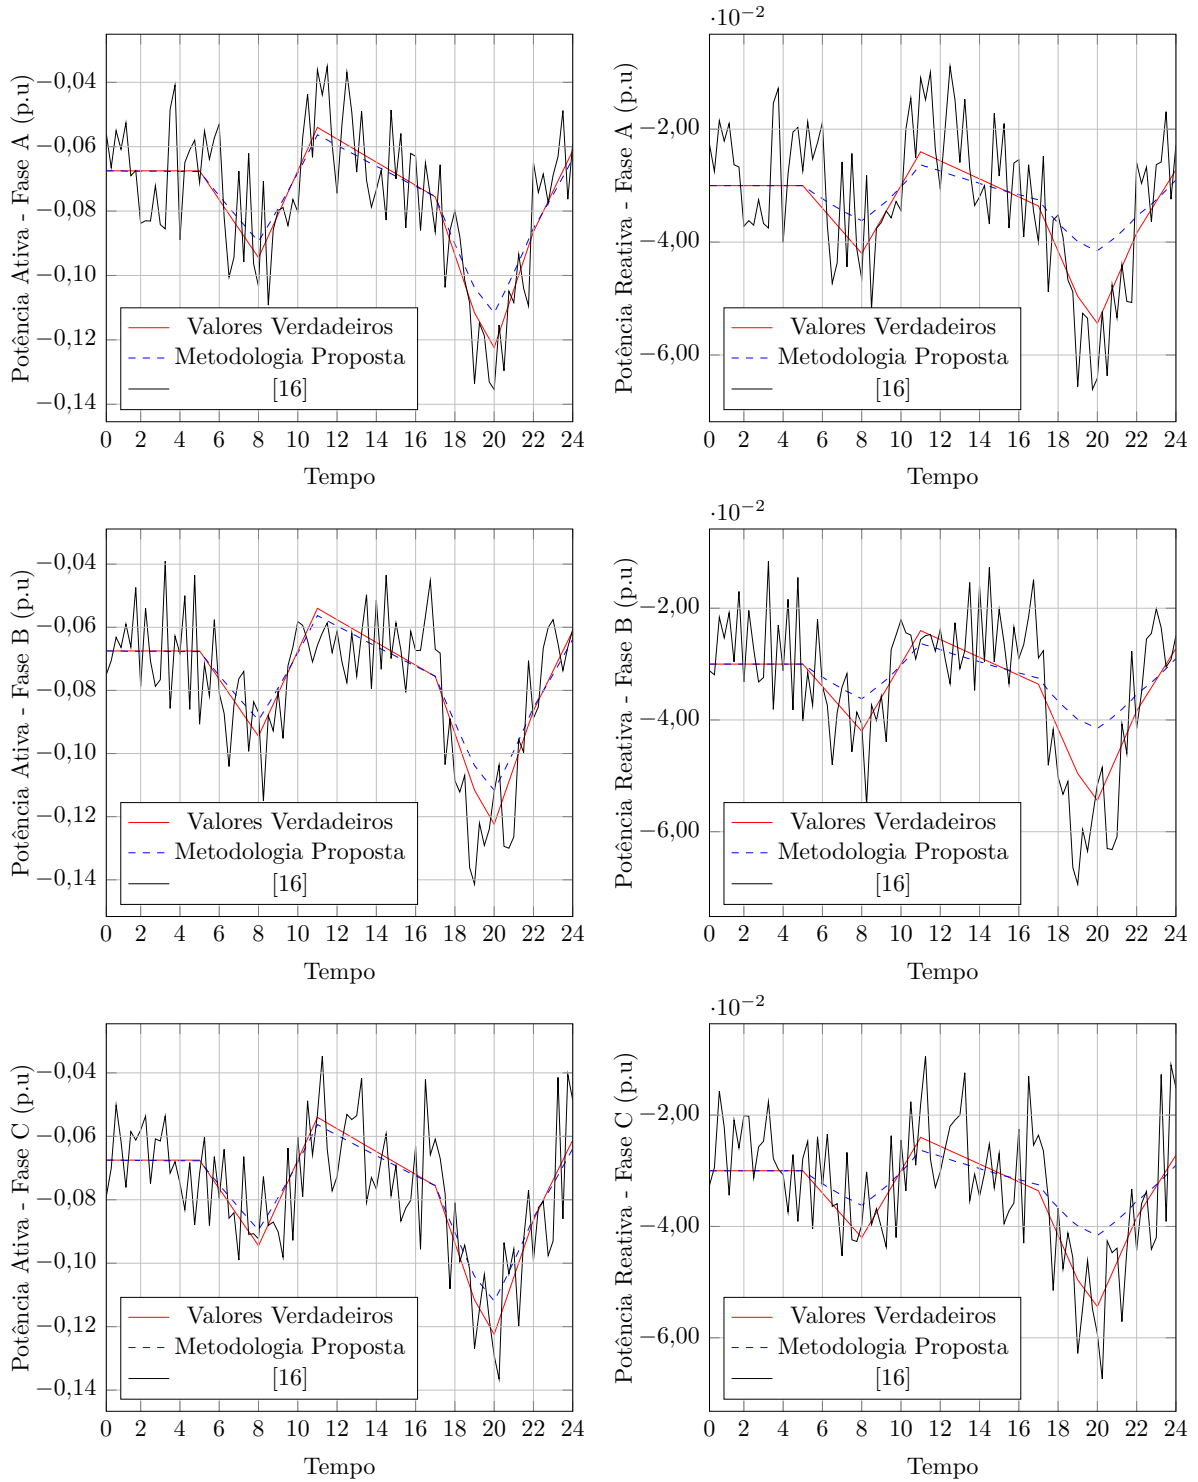 Potência Ativa - Fase A (p.u)
−0,04
−0,06
−0,08
−0,10
−0,12
−0,14
Valores Verdadeiros
Metodologia Proposta
[16]
0 2 4 6 8 10 12 14 16 18 20 22 24
Tempo
·10−2
Potência Reativa - Fase A (p.u)
−2,00
−4,00
−6,00
Valores Verdadeiros
Metodologia Proposta
[16]
0 2 4 6 8 10 12 14 16 18 20 22 24
Tempo
Potência Ativa - Fase B (p.u)
−0,04
−0,06
−0,08
−0,10
−0,12
−0,14
Valores Verdadeiros
Metodologia Proposta
[16]
0 2 4 6 8 10 12 14 16 18 20 22 24
Tempo
·10−2
Potência Reativa - Fase B (p.u)
−2,00
−4,00
−6,00
Valores Verdadeiros
Metodologia Proposta
[16]
0 2 4 6 8 10 12 14 16 18 20 22 24
Tempo
Potência Ativa - Fase C (p.u)
−0,04
−0,06
−0,08
−0,10
−0,12
−0,14
Valores Verdadeiros
Metodologia Proposta
[16]
0 2 4 6 8 10 12 14 16 18 20 22 24
Tempo
·10−2
Potência Reativa - Fase C (p.u)
−2,00
−4,00
−6,00
Valores Verdadeiros
Metodologia Proposta
[16]
0 2 4 6 8 10 12 14 16 18 20 22 24
Tempo